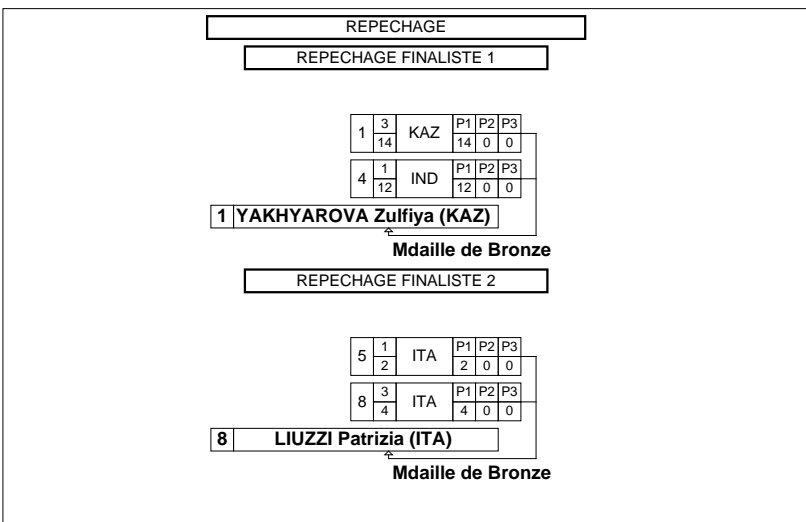 REPECHAGE
REPECHAGE FINALISTE 1
1 3 KAZ P1 P2 P3
14 14 0 0
4 1 IND P1 P2 P3
12 12 0 0
1 YAKHYAROVA Zulfiya (KAZ)
Mdaille de Bronze
REPECHAGE FINALISTE 2
5 1 ITA P1 P2 P3
2 2 0 0
8 3 ITA P1 P2 P3
4 4 0 0
8 LIUZZI Patrizia (ITA)
Mdaille de Bronze